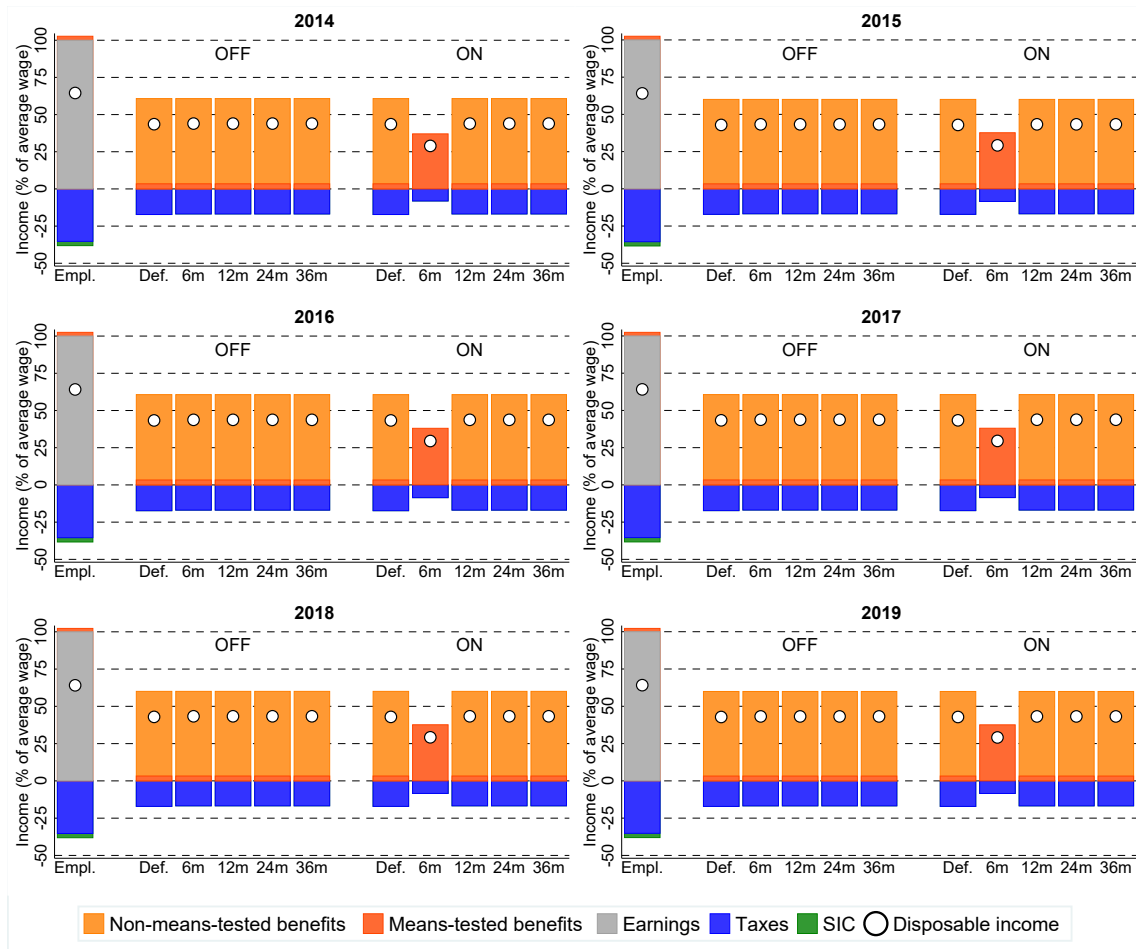 2014
Income (% of average wage)
100
75
50
25
0
-25
-50
OFF
ON
Empl. Def. 6m 12m 24m 36m Def. 6m 12m 24m 36m
2015
Income (% of average wage)
100
75
50
25
0
-25
-50
OFF
ON
Empl. Def. 6m 12m 24m 36m Def. 6m 12m 24m 36m
2016
Income (% of average wage)
100
75
50
25
0
-25
-50
OFF
ON
Empl. Def. 6m 12m 24m 36m Def. 6m 12m 24m 36m
2017
Income (% of average wage)
100
75
50
25
0
-25
-50
OFF
ON
Empl. Def. 6m 12m 24m 36m Def. 6m 12m 24m 36m
2018
Income (% of average wage)
100
75
50
25
0
-25
-50
OFF
ON
Empl. Def. 6m 12m 24m 36m Def. 6m 12m 24m 36m
2019
Income (% of average wage)
100
75
50
25
0
-25
-50
OFF
ON
Empl. Def. 6m 12m 24m 36m Def. 6m 12m 24m 36m
Non-means-tested benefits Means-tested benefits Earnings Taxes SIC Disposable income